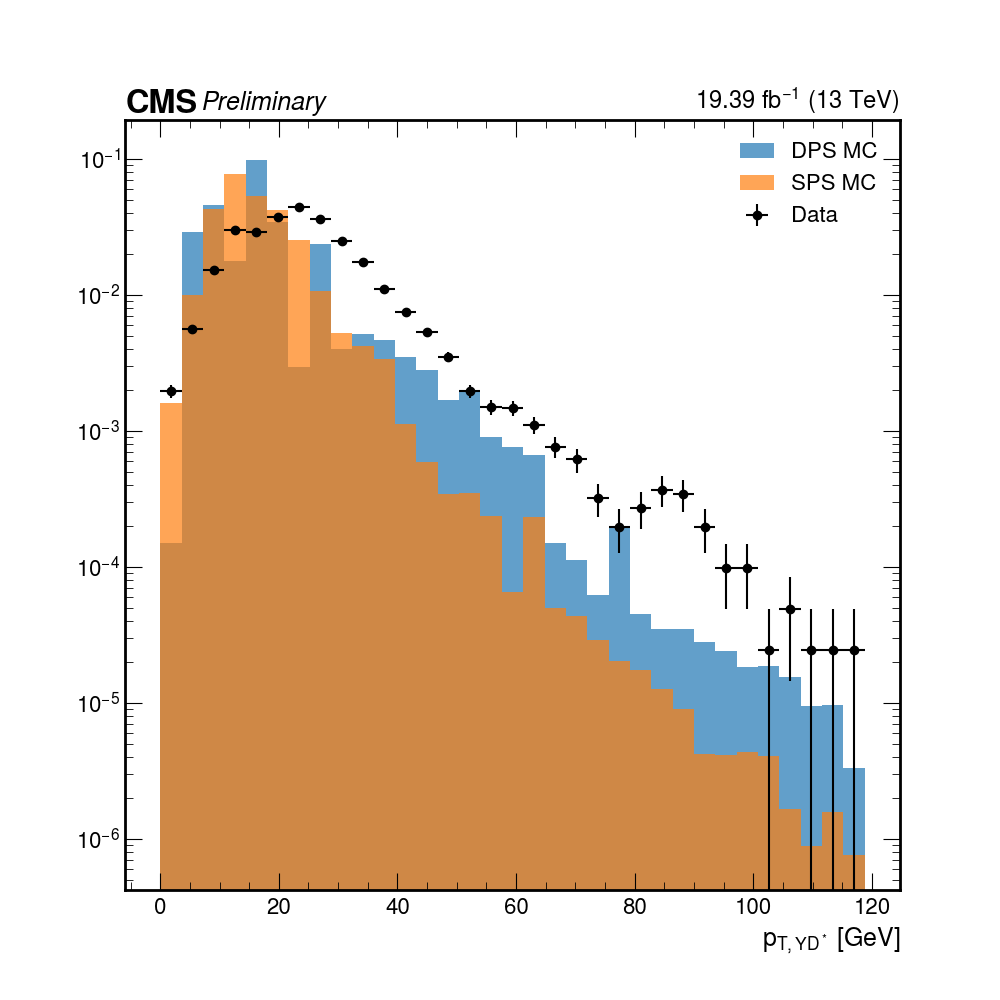 CMS Preliminary 19.39 fb⁻¹ (13 TeV)
DPS MC
SPS MC
Data
10⁻¹
10⁻²
10⁻³
10⁻⁴
10⁻⁵
10⁻⁶
0 20 40 60 80 100 120
p_{T, YD*} [GeV]